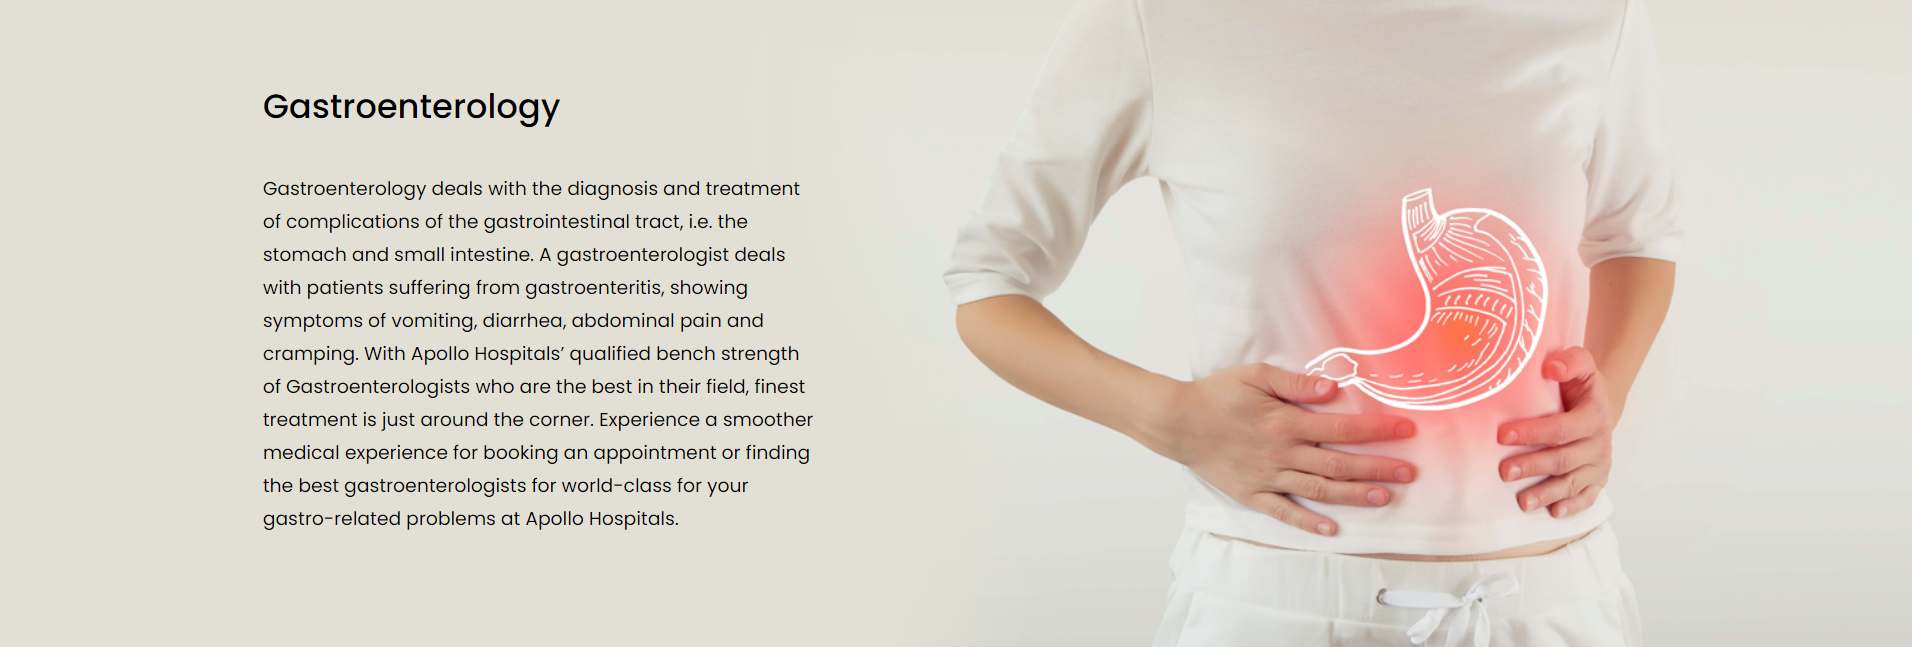 Gastroenterology
Gastroenterology deals with the diagnosis and treatment
of complications of the gastrointestinal tract, i.e. the
stomach and small intestine. A gastroenterologist deals
with patients suffering from gastroenteritis, showing
symptoms of vomiting, diarrhea, abdominal pain and
cramping. With Apollo Hospitals’ qualified bench strength
of Gastroenterologists who are the best in their field, finest
treatment is just around the corner. Experience a smoother
medical experience for booking an appointment or finding
the best gastroenterologists for world-class for your
gastro-related problems at Apollo Hospitals.